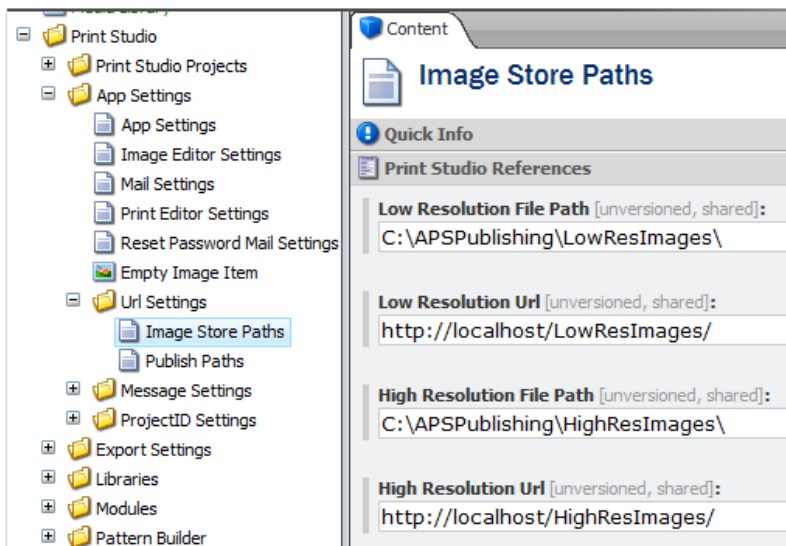 Media Library
Print Studio
Print Studio Projects
App Settings
App Settings
Image Editor Settings
Mail Settings
Print Editor Settings
Reset Password Mail Settings
Empty Image Item
Url Settings
Image Store Paths
Publish Paths
Message Settings
ProjectID Settings
Export Settings
Libraries
Modules
Pattern Builder
Content
Image Store Paths
Quick Info
Print Studio References
Low Resolution File Path [unversioned, shared]:
C:\APSPublishing\LowResImages\
Low Resolution Url [unversioned, shared]:
http://localhost/LowResImages/
High Resolution File Path [unversioned, shared]:
C:\APSPublishing\HighResImages\
High Resolution Url [unversioned, shared]:
http://localhost/HighResImages/